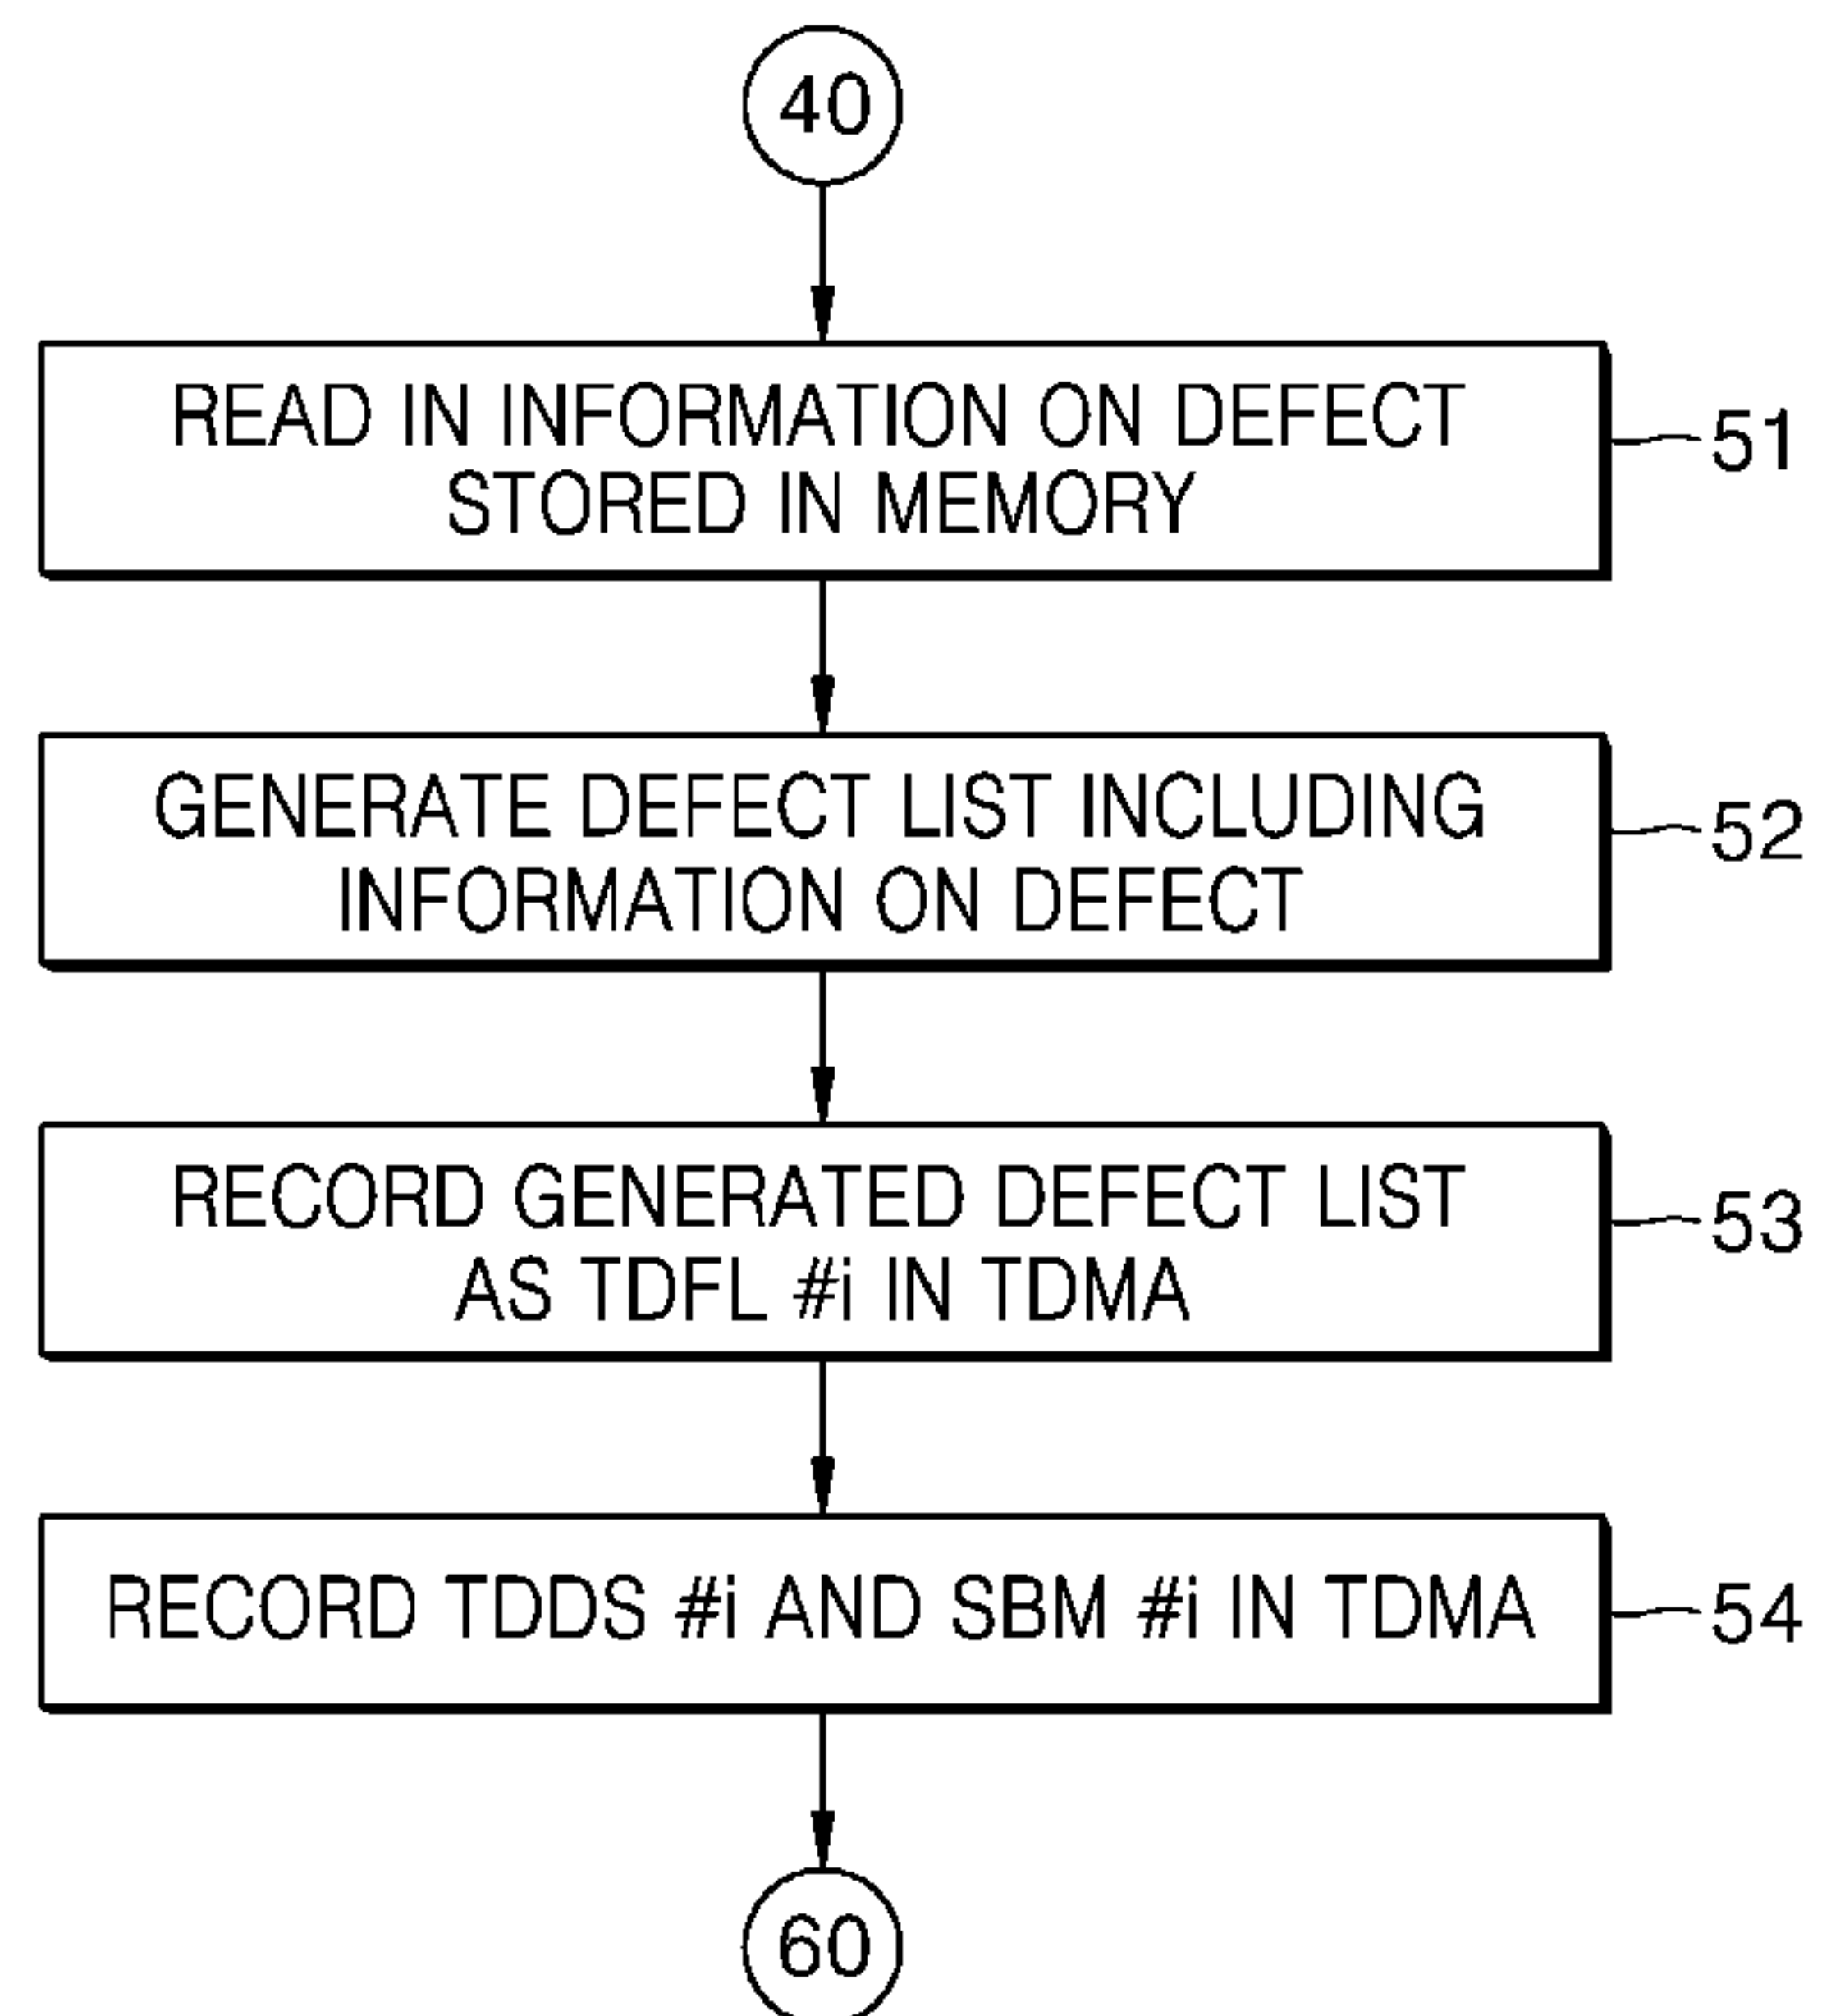 40
READ IN INFORMATION ON DEFECT
STORED IN MEMORY
51
GENERATE DEFECT LIST INCLUDING
INFORMATION ON DEFECT
52
RECORD GENERATED DEFECT LIST
AS TDFL #i IN TDMA
53
RECORD TDDS #i AND SBM #i IN TDMA
54
60